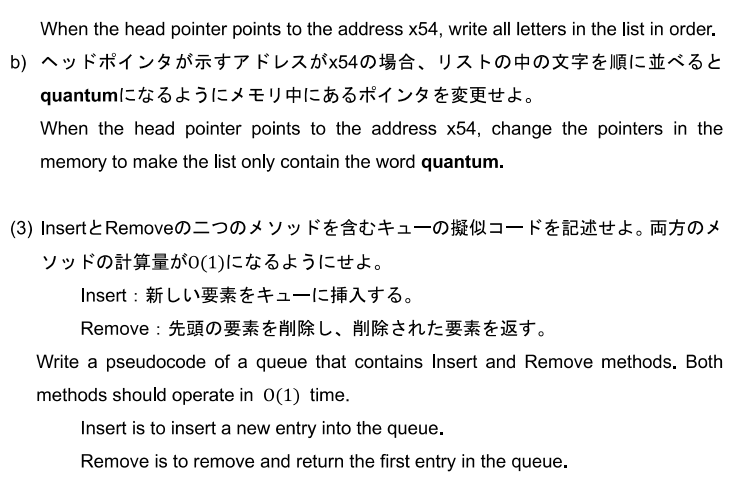 When the head pointer points to the address x54, write all letters in the list in order.
b) ヘッドポインタが示すアドレスがx54の場合、リストの中の文字を順に並べると
quantumになるようにメモリ中にあるポインタを変更せよ。
When the head pointer points to the address x54, change the pointers in the
memory to make the list only contain the word quantum.
(3) InsertとRemoveの二つのメソッドを含むキューの擬似コードを記述せよ。両方のメ
ソッドの計算量がO(1)になるようにせよ。
Insert：新しい要素をキューに挿入する。
Remove：先頭の要素を削除し、削除された要素を返す。
Write a pseudocode of a queue that contains Insert and Remove methods. Both
methods should operate in O(1) time.
Insert is to insert a new entry into the queue.
Remove is to remove and return the first entry in the queue.